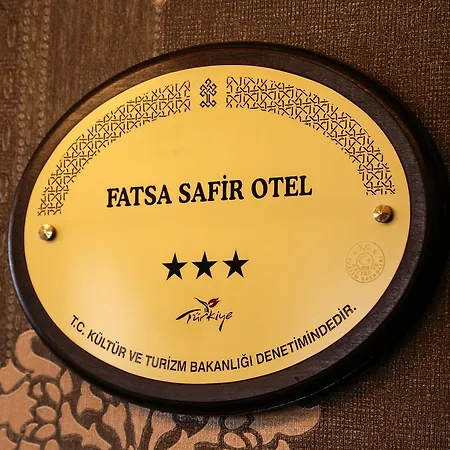 FATSA SAFİR OTEL
Türkiye
T.C. KÜLTÜR VE TURİZM BAKANLIĞI DENETİMİNDEDİR.